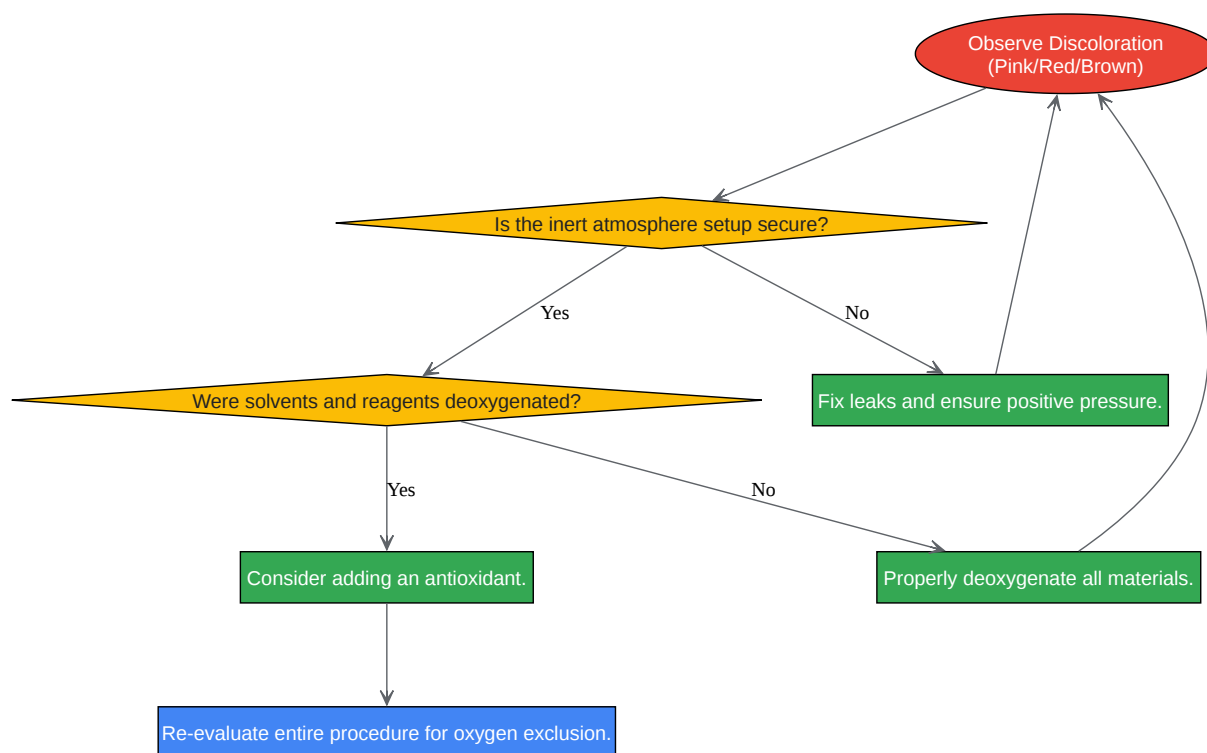 Observe Discoloration
(Pink/Red/Brown)
Is the inert atmosphere setup secure?
Yes
No
Were solvents and reagents deoxygenated?
Fix leaks and ensure positive pressure.
Yes
No
Consider adding an antioxidant.
Properly deoxygenate all materials.
Re-evaluate entire procedure for oxygen exclusion.